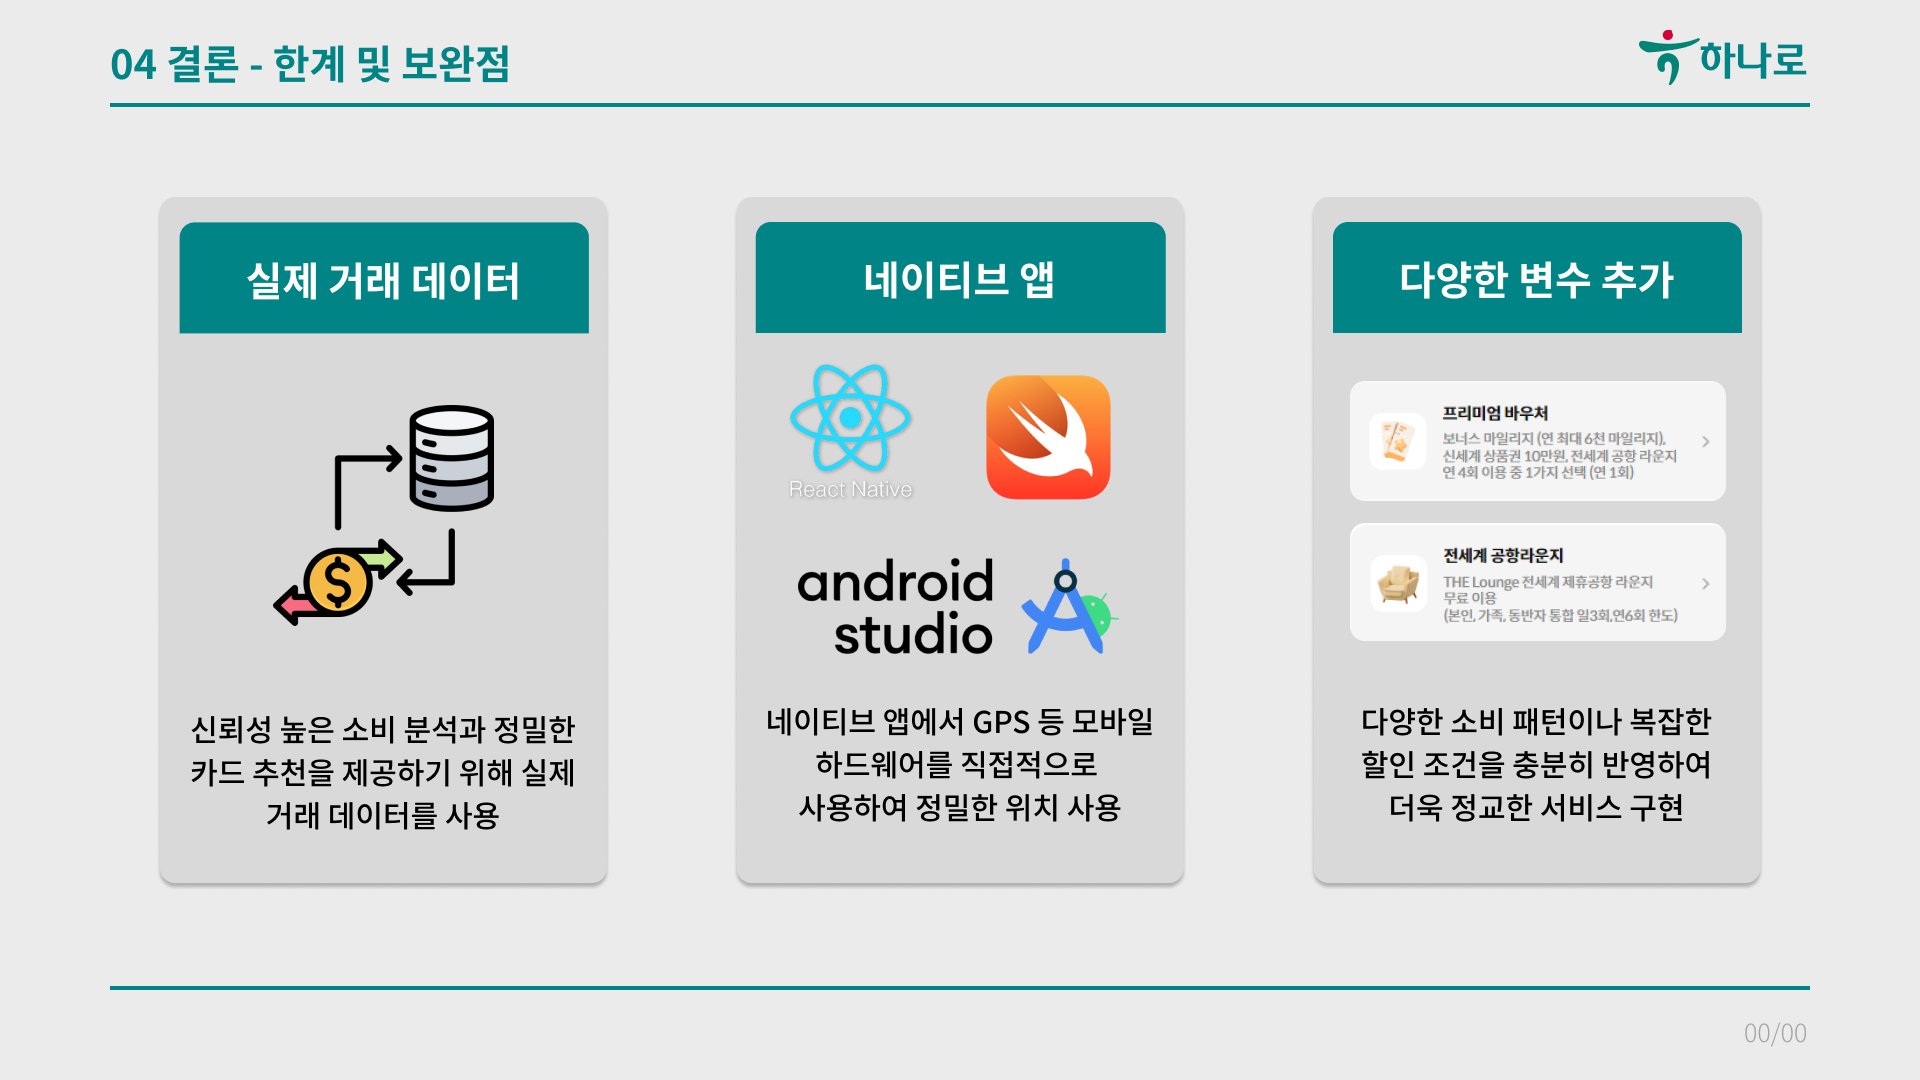 04 결론 - 한계 및 보완점
하나로
실제 거래 데이터
신뢰성 높은 소비 분석과 정밀한
카드 추천을 제공하기 위해 실제
거래 데이터를 사용
네이티브 앱
React Native
android
studio
네이티브 앱에서 GPS 등 모바일
하드웨어를 직접적으로
사용하여 정밀한 위치 사용
다양한 변수 추가
프리미엄 바우처
보너스 마일리지 (연 최대 6천 마일리지),
신세계 상품권 10만원, 전세계 공항 라운지
연 4회 이용 중 1가지 선택 (연 1회)
전세계 공항라운지
THE Lounge 전세계 제휴공항 라운지
무료 이용
(본인, 가족, 동반자 통합 일3회,연6회 한도)
다양한 소비 패턴이나 복잡한
할인 조건을 충분히 반영하여
더욱 정교한 서비스 구현
00/00